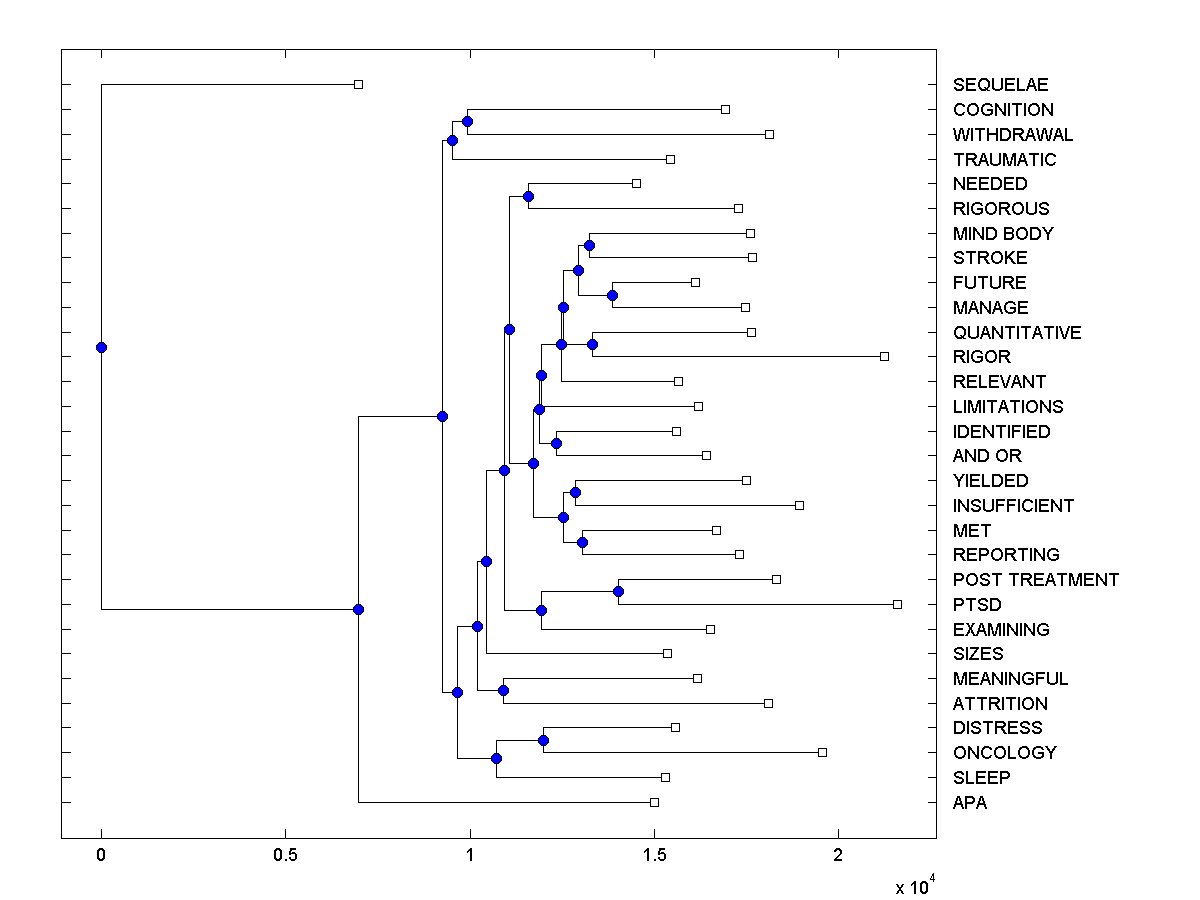 SEQUELAE
COGNITION
WITHDRAWAL
TRAUMATIC
NEEDED
RIGOROUS
MIND BODY
STROKE
FUTURE
MANAGE
QUANTITATIVE
RIGOR
RELEVANT
LIMITATIONS
IDENTIFIED
AND OR
YIELDED
INSUFFICIENT
MET
REPORTING
POST TREATMENT
PTSD
EXAMINING
SIZES
MEANINGFUL
ATTRITION
DISTRESS
ONCOLOGY
SLEEP
APA
0 0.5 1 1.5 2
x 10^4